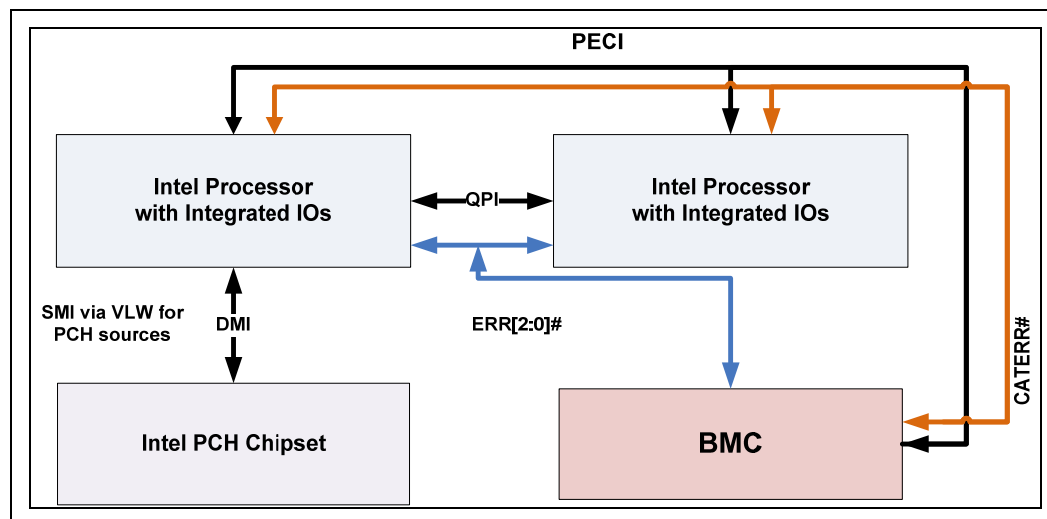 PECI
Intel Processor
with Integrated IOs
Intel Processor
with Integrated IOs
QPI
SMI via VLW for
PCH sources
DMI
ERR[2:0]#
CATERR#
Intel PCH Chipset
BMC